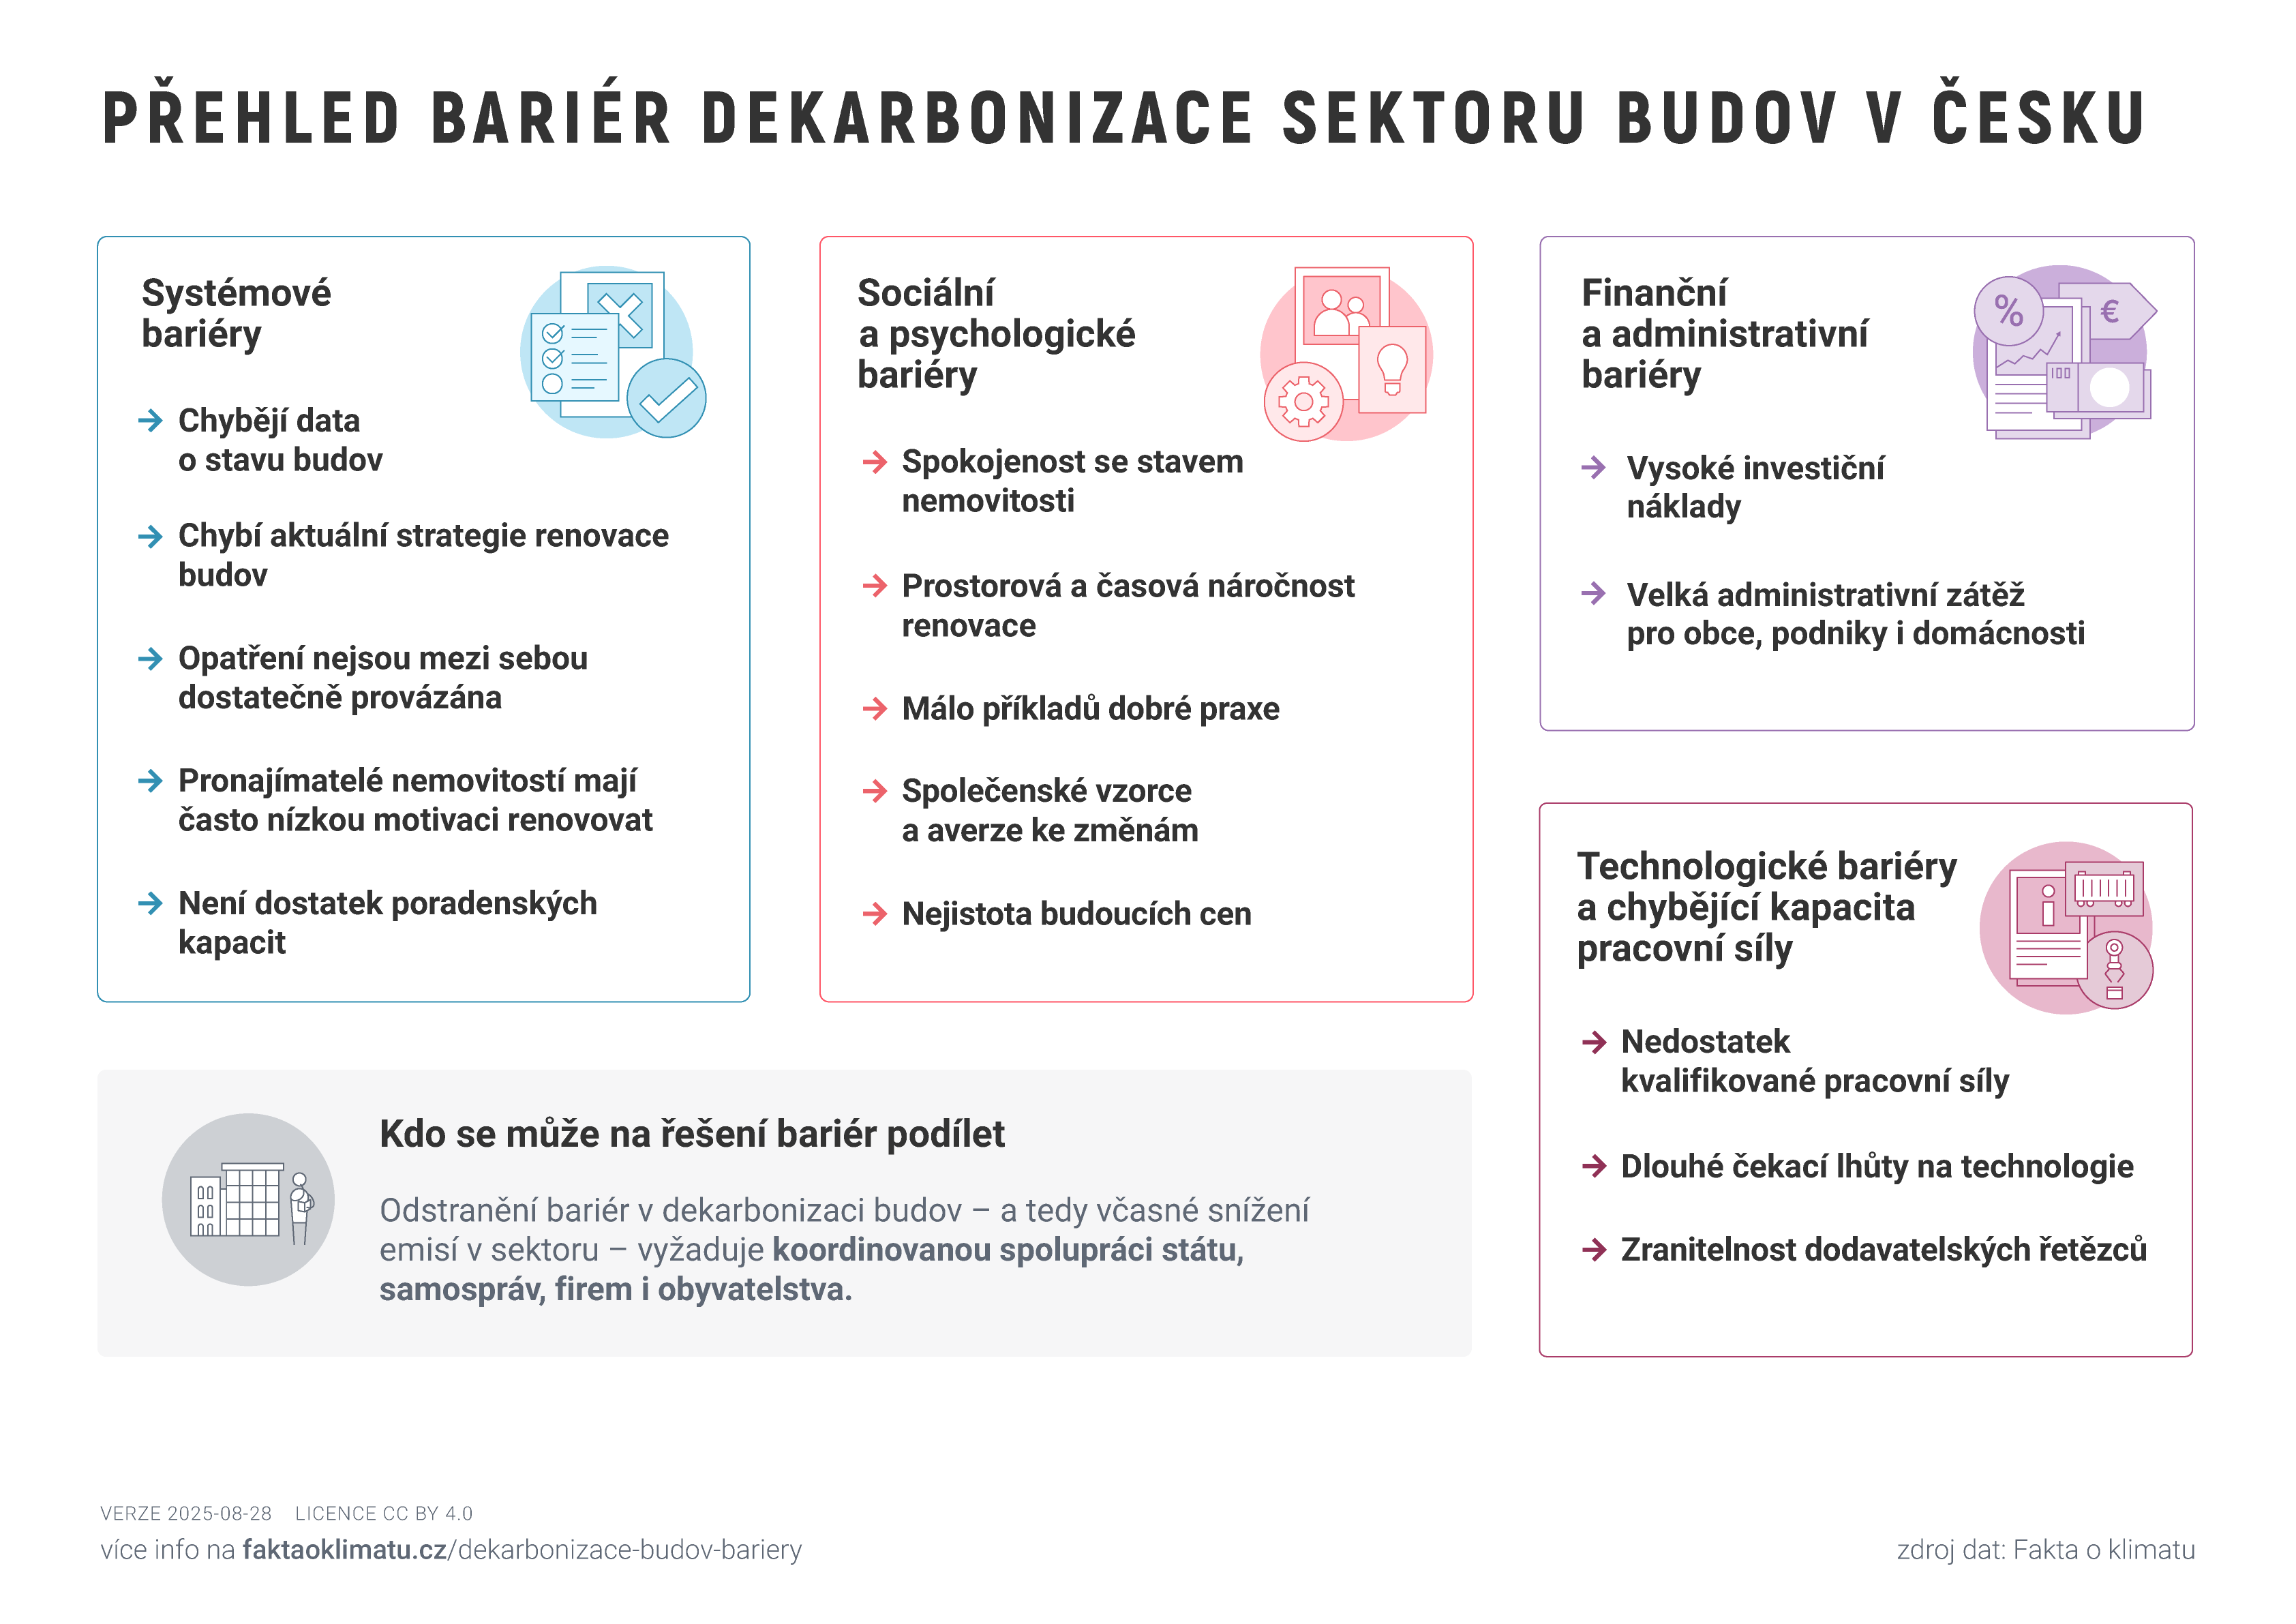 PŘEHLED BARIÉR DEKARBONIZACE SEKTORU BUDOV V ČESKU
Systémové
bariéry
Chybějí data
o stavu budov
Chybí aktuální strategie renovace
budov
Opatření nejsou mezi sebou
dostatečně provázána
Pronajímatelé nemovitostí mají
často nízkou motivaci renovovat
Není dostatek poradenských
kapacit
Sociální
a psychologické
bariéry
Spokojenost se stavem
nemovitosti
Prostorová a časová náročnost
renovace
Málo příkladů dobré praxe
Společenské vzorce
a averze ke změnám
Nejistota budoucích cen
Finanční
a administrativní
bariéry
%
€
Vysoké investiční
náklady
Velká administrativní zátěž
pro obce, podniky i domácnosti
Technologické bariéry
a chybějící kapacita
pracovní síly
Nedostatek
kvalifikované pracovní síly
Dlouhé čekací lhůty na technologie
Zranitelnost dodavatelských řetězců
Kdo se může na řešení bariér podílet
Odstranění bariér v dekarbonizaci budov – a tedy včasné snížení
emisí v sektoru – vyžaduje koordinovanou spolupráci státu,
samospráv, firem i obyvatelstva.
VERZE 2025-08-28 LICENCE CC BY 4.0
více info na faktaoklimatu.cz/dekarbonizace-budov-bariery
zdroj dat: Fakta o klimatu